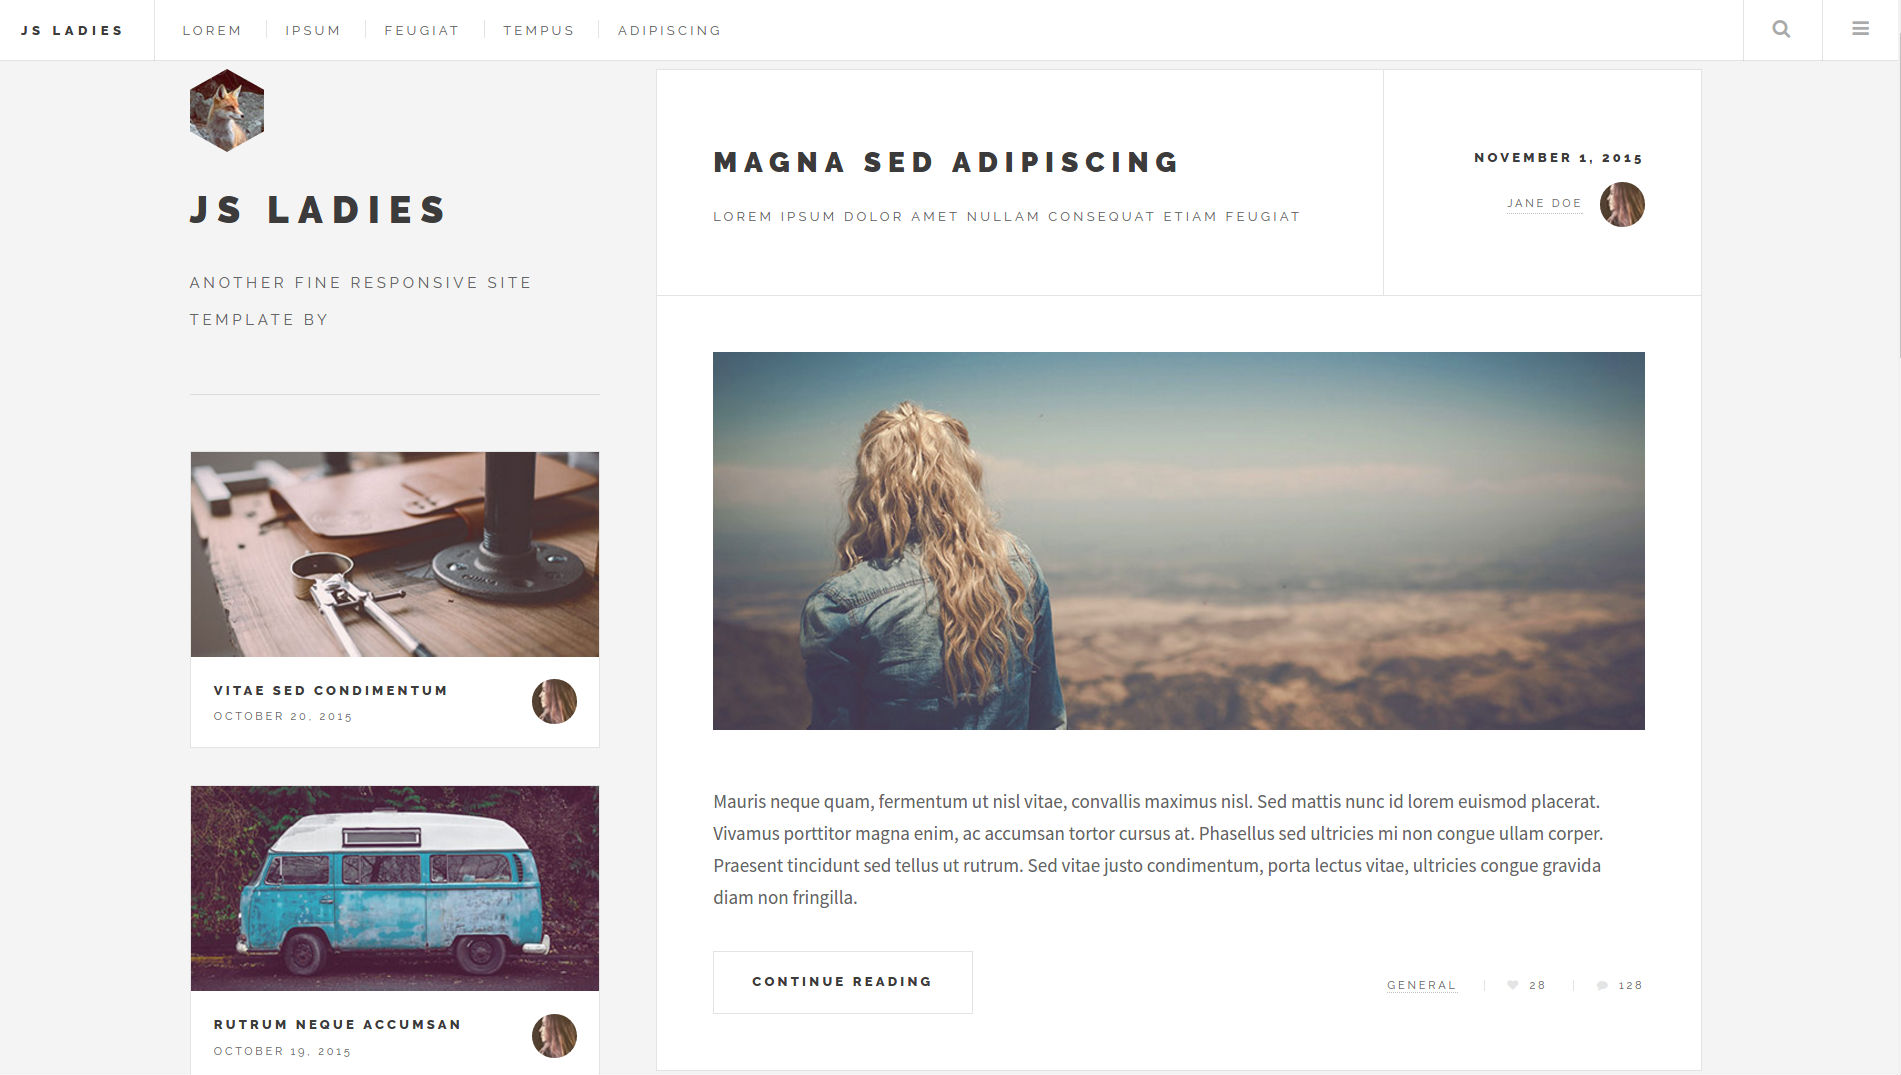 JS LADIES
LOREM
IPSUM
FEUGIAT
TEMPUS
ADIPISCING
JS LADIES
ANOTHER FINE RESPONSIVE SITE
TEMPLATE BY
VITAE SED CONDIMENTUM
OCTOBER 20, 2015
RUTRUM NEQUE ACCUMSAN
OCTOBER 19, 2015
MAGNA SED ADIPISCING
LOREM IPSUM DOLOR AMET NULLAM CONSEQUAT ETIAM FEUGIAT
NOVEMBER 1, 2015
JANE DOE
Mauris neque quam, fermentum ut nisl vitae, convallis maximus nisl. Sed mattis nunc id lorem euismod placerat.
Vivamus porttitor magna enim, ac accumsan tortor cursus at. Phasellus sed ultricies mi non congue ullam corper.
Praesent tincidunt sed tellus ut rutrum. Sed vitae justo condimentum, porta lectus vitae, ultricies congue gravida
diam non fringilla.
CONTINUE READING
GENERAL
28
128